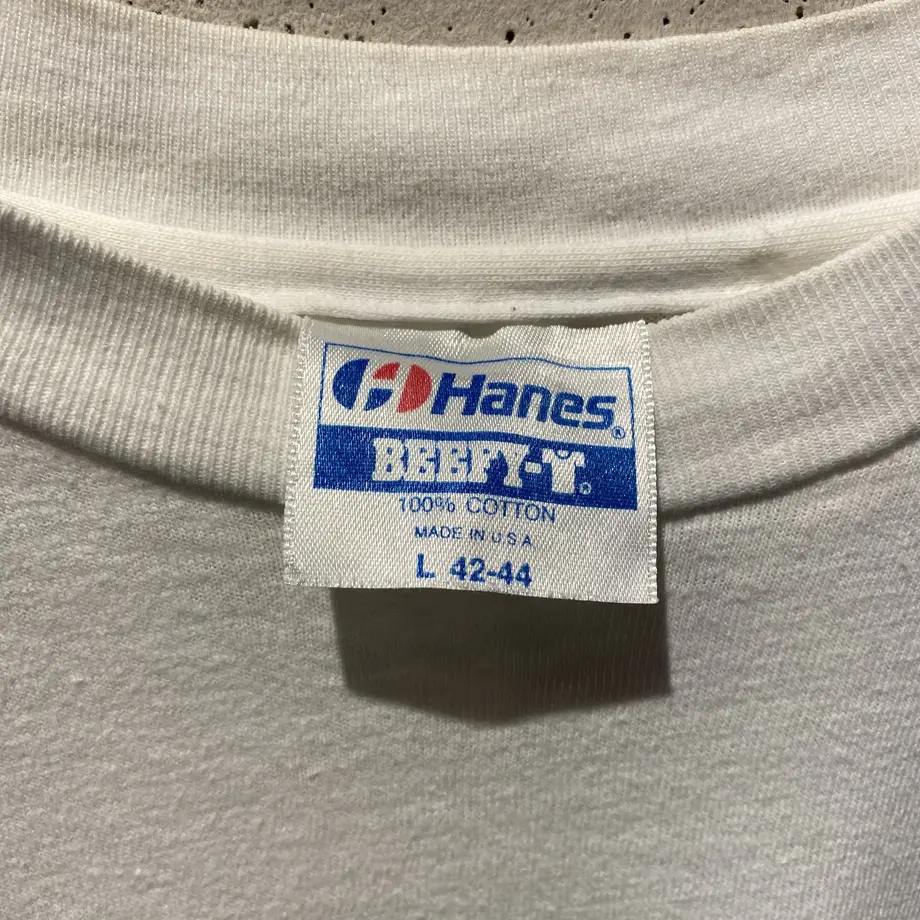 Hanes®
BEEFY-T®
100% COTTON
MADE IN U.S.A.
L 42-44